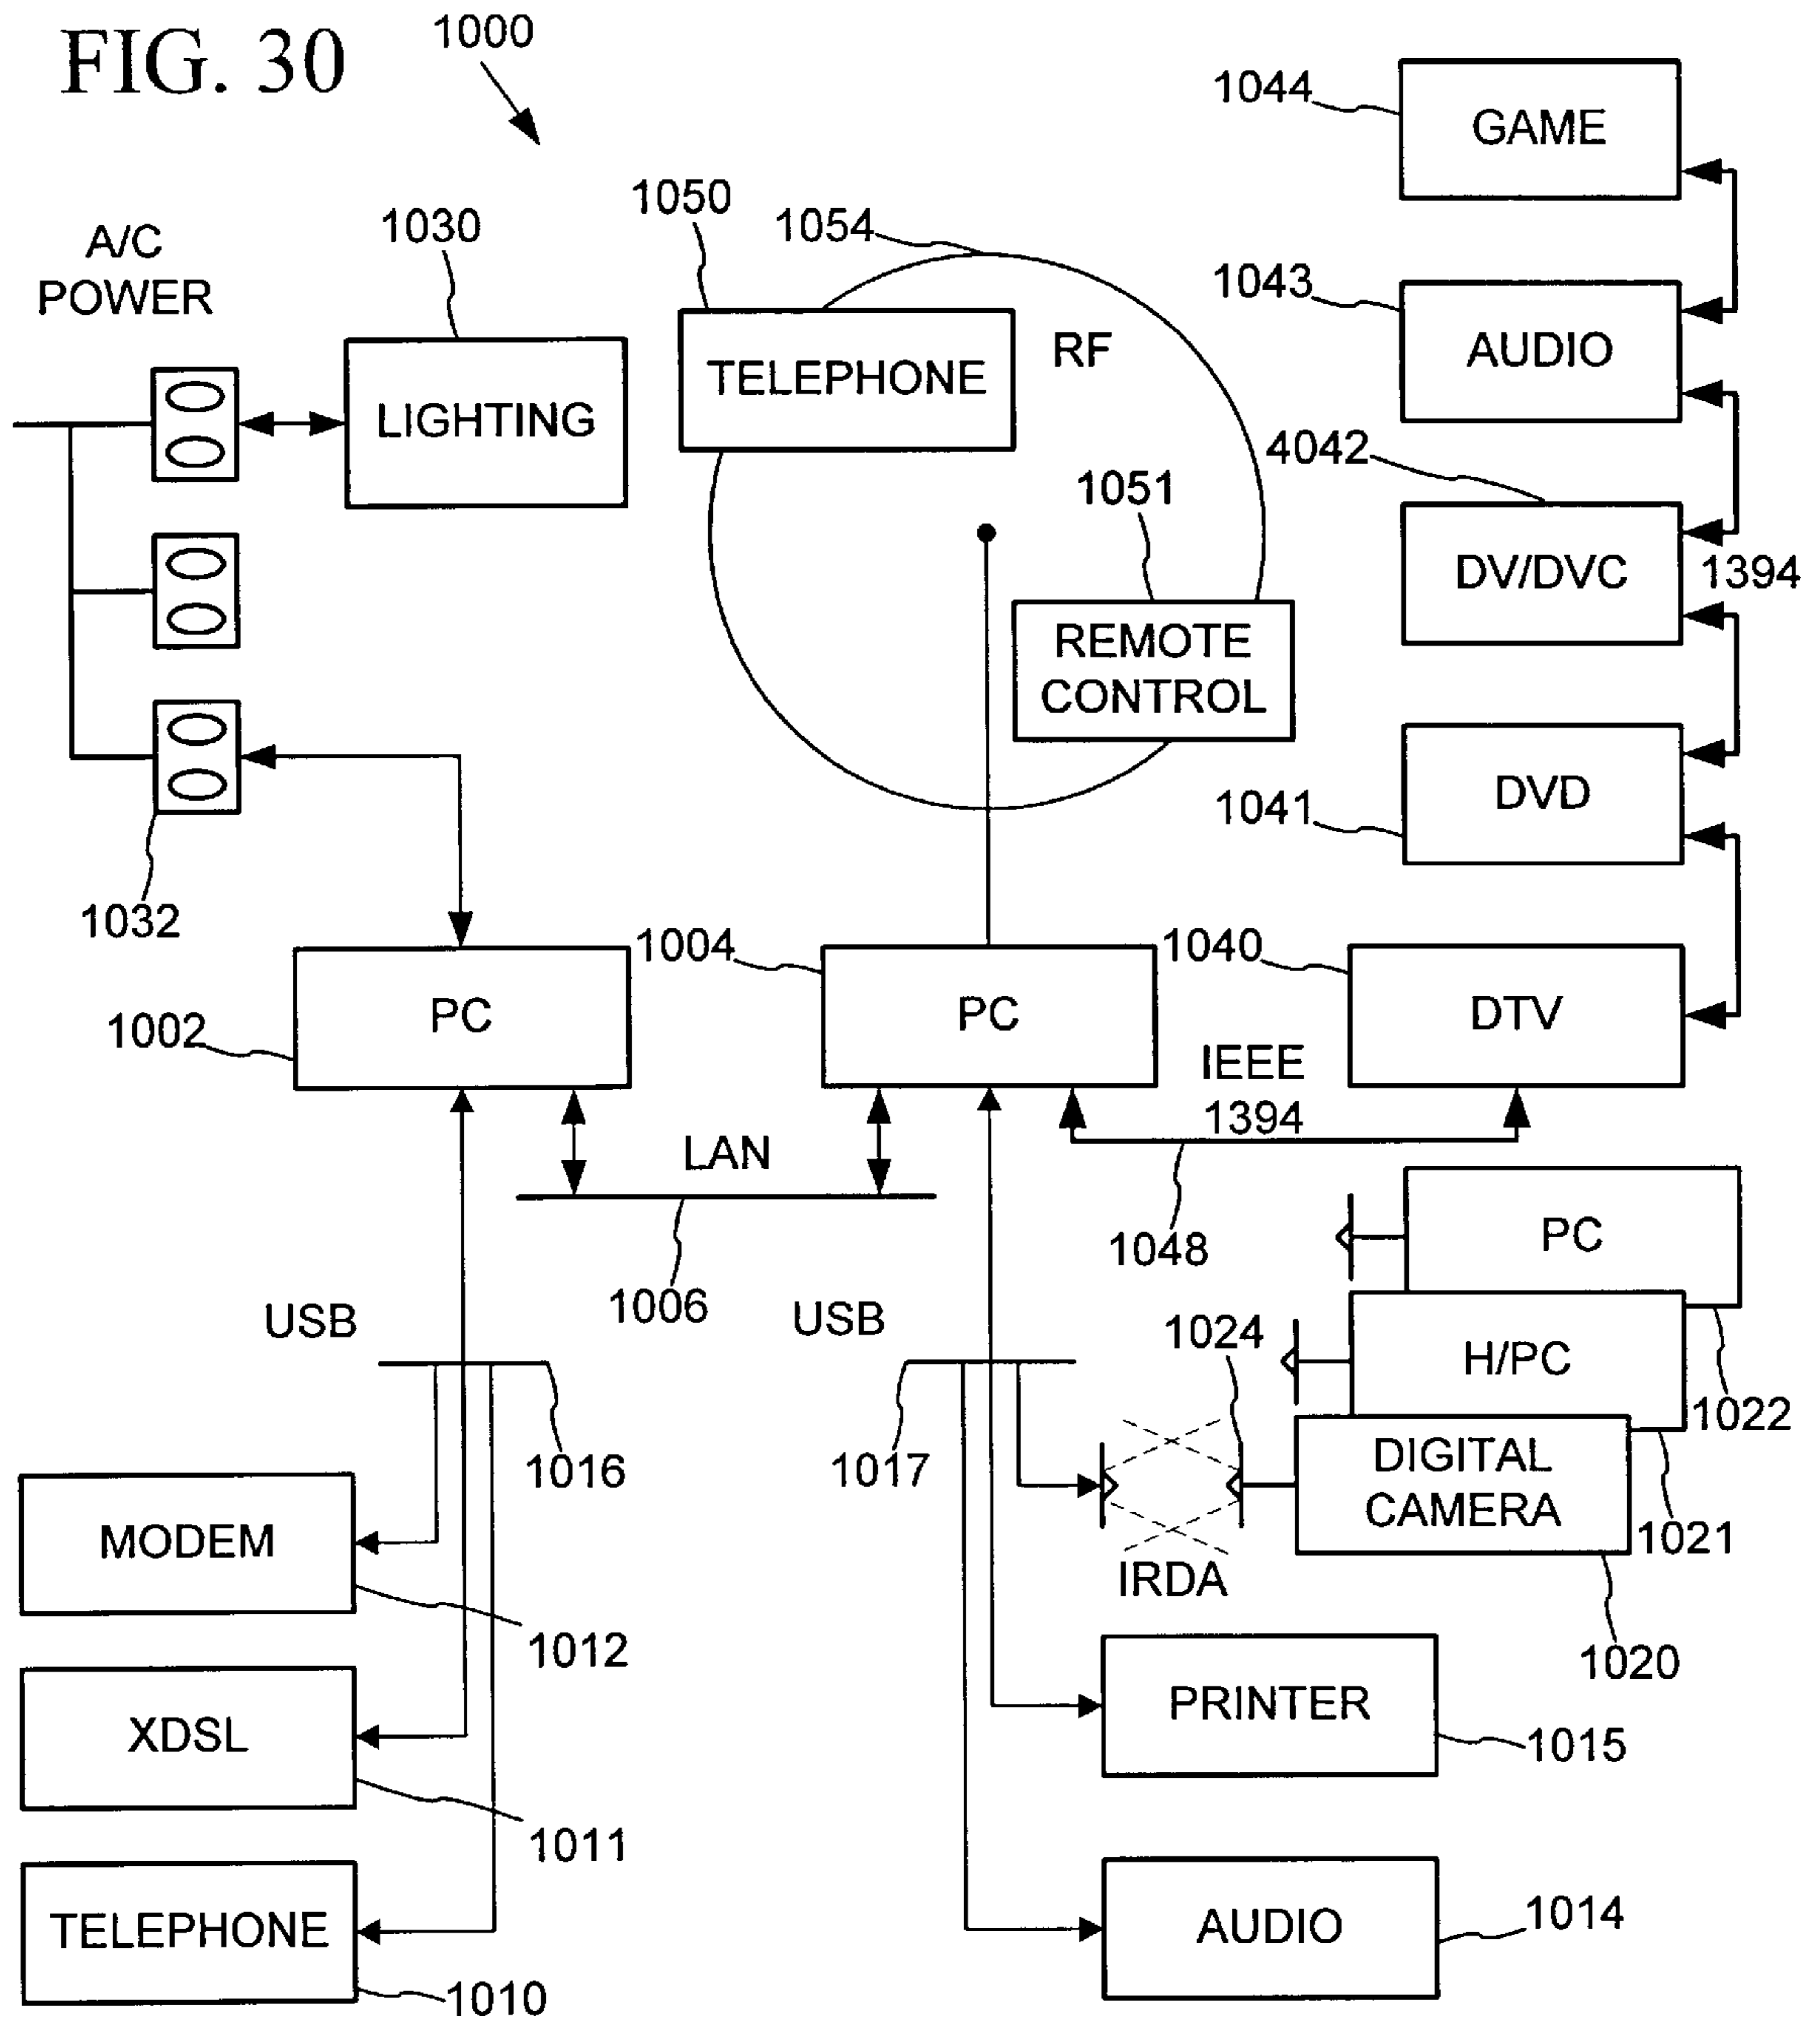 FIG. 30
1000
1044
GAME
1050
1054
1030
A/C
POWER
1043
AUDIO
RF
TELEPHONE
LIGHTING
4042
1051
DV/DVC
1394
REMOTE
CONTROL
DVD
1041
1032
1004
1040
PC
PC
DTV
1002
IEEE
1394
LAN
1048
PC
1006
USB
USB
1024
H/PC
1022
1016
1017
DIGITAL
CAMERA
1021
MODEM
IRDA
1012
1020
PRINTER
XDSL
1015
1011
AUDIO
1014
TELEPHONE
1010